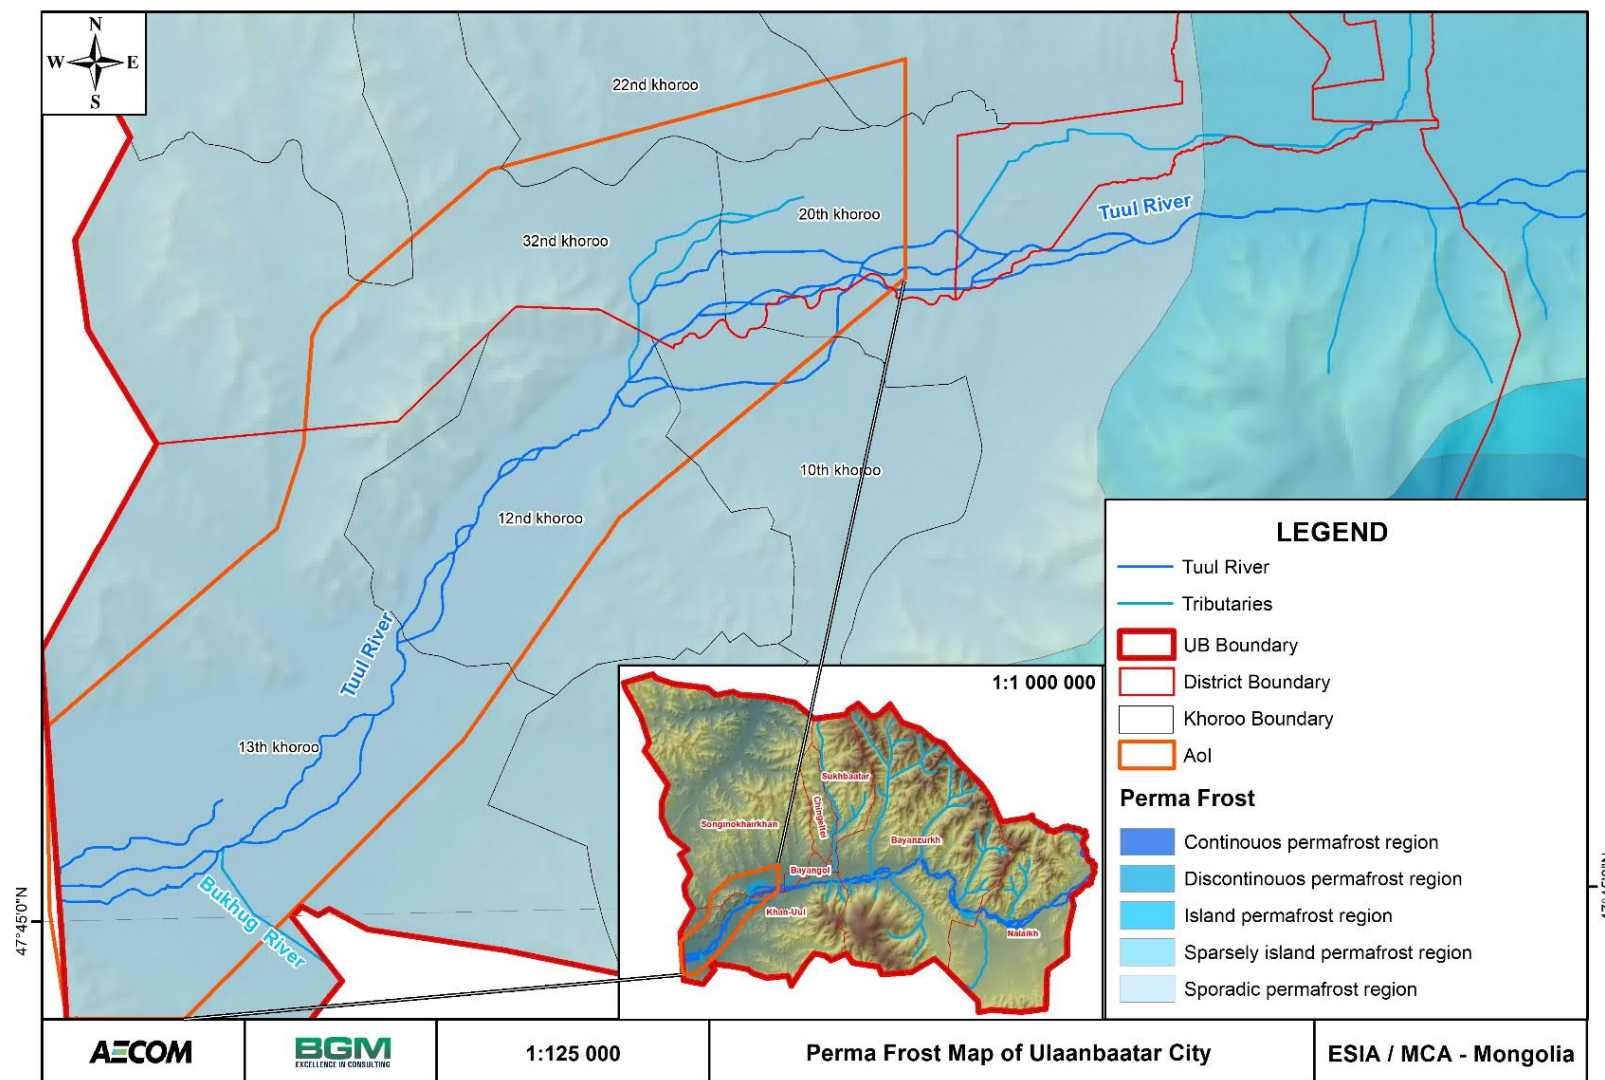 N
W E
S
22nd khoroo
20th khoroo
Tuul River
32nd khoroo
10th khoroo
12nd khoroo
Tuul River
13th khoroo
Bukhug River
47°45'0"N
LEGEND
Tuul River
Tributaries
UB Boundary
District Boundary
Khoroo Boundary
AoI
Perma Frost
Continouos permafrost region
Discontinouos permafrost region
Island permafrost region
Sparsely island permafrost region
Sporadic permafrost region
1:1 000 000
Sukhbaatar
Chingeltei
Songinokhairkhan
Bayanzurkh
Bayangol
Khan-Uul
Nalaikh
AECOM
BGM
EXCELLENCE IN CONSULTING
1:125 000
Perma Frost Map of Ulaanbaatar City
ESIA / MCA - Mongolia